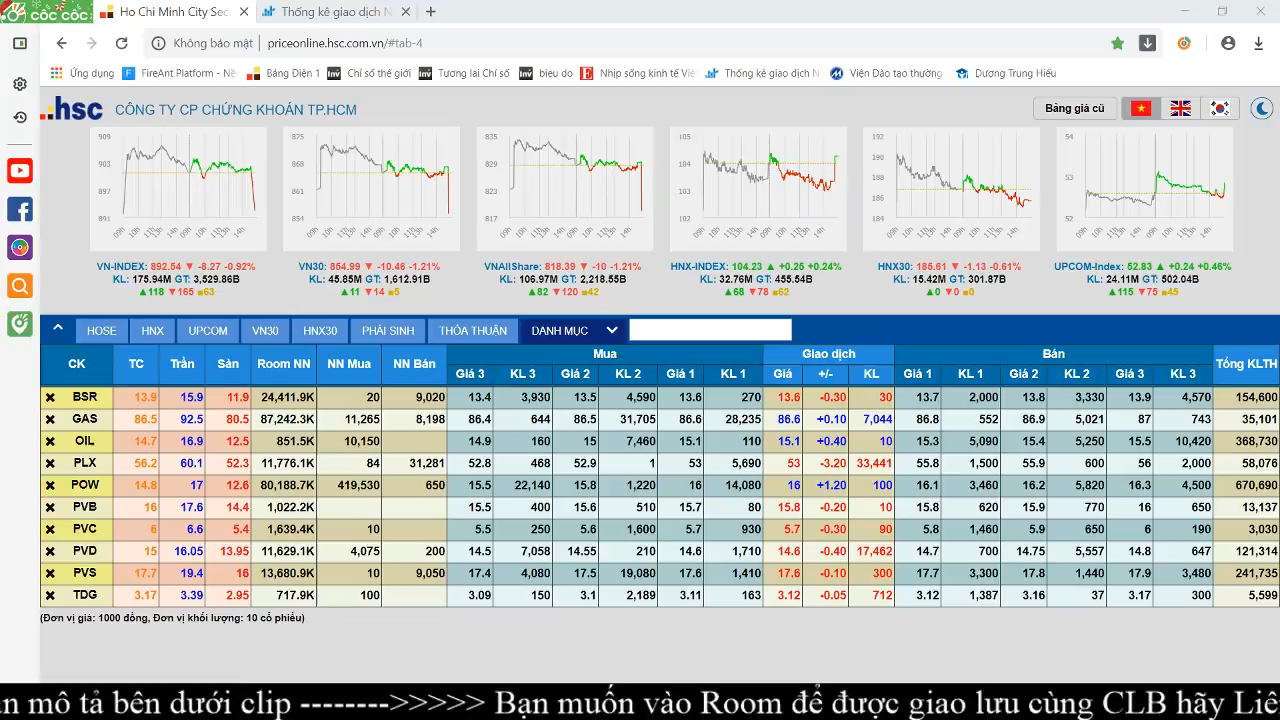 CỐC CỐC
Ho Chi Minh City Sec
Thống kê giao dịch N
Không bảo mật
priceonline.hsc.com.vn/#tab-4
Ứng dụng
FireAnt Platform - Nề
Bảng Điện 1
Chỉ số thế giới
Tương lai Chỉ số
bieu do
Nhịp sống kinh tế Việ
Thống kê giao dịch N
Viện Đào tạo thường
Dương Trung Hiếu
hsc CÔNG TY CP CHỨNG KHOÁN TP.HCM
Bảng giá cũ
909 903 897 891
875 868 861 854
835 829 823 817
105 104 103 102
192 190 188 186 184
54 53 52
VN-INDEX: 892.54 ▼ -8.27 -0.92%
KL: 175.94M GT: 3,529.86B
▲118 ▼165 ■63
VN30: 854.99 ▼ -10.46 -1.21%
KL: 45.85M GT: 1,612.91B
▲11 ▼14 ■5
VNAllShare: 818.39 ▼ -10 -1.21%
KL: 106.97M GT: 2,218.55B
▲82 ▼120 ■42
HNX-INDEX: 104.23 ▲ +0.25 +0.24%
KL: 32.76M GT: 455.54B
▲68 ▼78 ■62
HNX30: 185.61 ▼ -1.13 -0.61%
KL: 15.42M GT: 301.87B
▲0 ▼0 ■0
UPCOM-Index: 52.83 ▲ +0.24 +0.46%
KL: 24.11M GT: 502.04B
▲115 ▼75 ■45
HOSE HNX UPCOM VN30 HNX30 PHÁI SINH THỎA THUẬN DANH MỤC
CK TC Trần Sàn Room NN NN Mua NN Bán Mua Giao dịch Bán Tổng KLTH
Giá 3 KL 3 Giá 2 KL 2 Giá 1 KL 1 Giá +/- KL Giá 1 KL 1 Giá 2 KL 2 Giá 3 KL 3
BSR 13.9 15.9 11.9 24,411.9K 20 9,020 13.4 3,930 13.5 4,590 13.6 270 13.6 -0.30 30 13.7 2,000 13.8 3,330 13.9 4,570 154,600
GAS 86.5 92.5 80.5 87,242.3K 11,265 8,198 86.4 644 86.5 31,705 86.6 28,235 86.6 +0.10 7,044 86.8 552 86.9 5,021 87 743 35,101
OIL 14.7 16.9 12.5 851.5K 10,150 14.9 160 15 7,460 15.1 110 15.1 +0.40 10 15.3 5,090 15.4 5,250 15.5 10,420 368,730
PLX 56.2 60.1 52.3 11,776.1K 84 31,281 52.8 468 52.9 1 53 5,690 53 -3.20 33,441 55.8 1,500 55.9 600 56 2,000 58,076
POW 14.8 17 12.6 80,188.7K 419,530 650 15.5 22,140 15.8 1,220 16 14,080 16 +1.20 100 16.1 3,460 16.2 5,820 16.3 4,500 670,690
PVB 16 17.6 14.4 1,022.2K 15.5 400 15.6 510 15.7 80 15.8 -0.20 10 15.8 620 15.9 770 16 650 13,137
PVC 6 6.6 5.4 1,639.4K 10 5.5 250 5.6 1,600 5.7 930 5.7 -0.30 90 5.8 1,460 5.9 650 6 190 3,030
PVD 15 16.05 13.95 11,629.1K 4,075 200 14.5 7,058 14.55 210 14.6 1,710 14.6 -0.40 17,462 14.7 700 14.75 5,557 14.8 647 121,314
PVS 17.7 19.4 16 13,680.9K 10 9,050 17.4 4,080 17.5 19,080 17.6 1,410 17.6 -0.10 300 17.7 3,300 17.8 1,440 17.9 3,480 241,735
TDG 3.17 3.39 2.95 717.9K 100 3.09 150 3.1 2,189 3.11 163 3.12 -0.05 712 3.12 1,387 3.16 37 3.17 300 5,599
(Đơn vị giá: 1000 đồng, Đơn vị khối lượng: 10 cổ phiếu)
ần mô tả bên dưới clip -------->>>>> Bạn muốn vào Room để được giao lưu cùng CLB hãy Liê